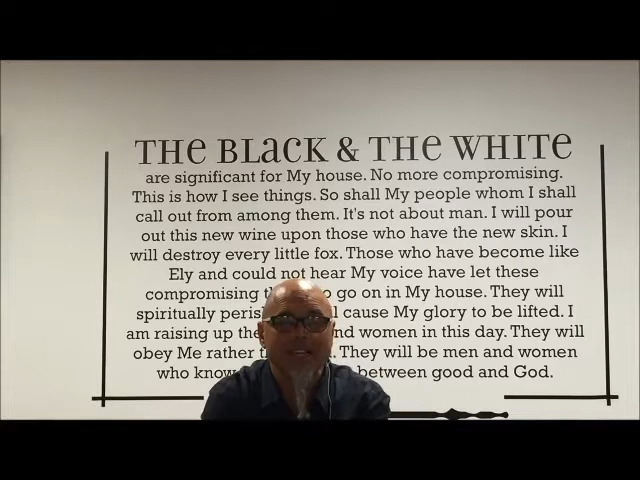 THE BLACK & THE WHITE
are significant for My house. No more compromising.
This is how I see things. So shall My people whom I shall
call out from among them. It's not about man. I will pour
out this new wine upon those who have the new skin. I
will destroy every little fox. Those who have become like
Ely and could not hear My voice have let these
compromising go on in My house. They will
spiritually cause My glory to be lifted. I
am raising up and women in this day. They will
obey Me rather They will be men and women
who between good and God.